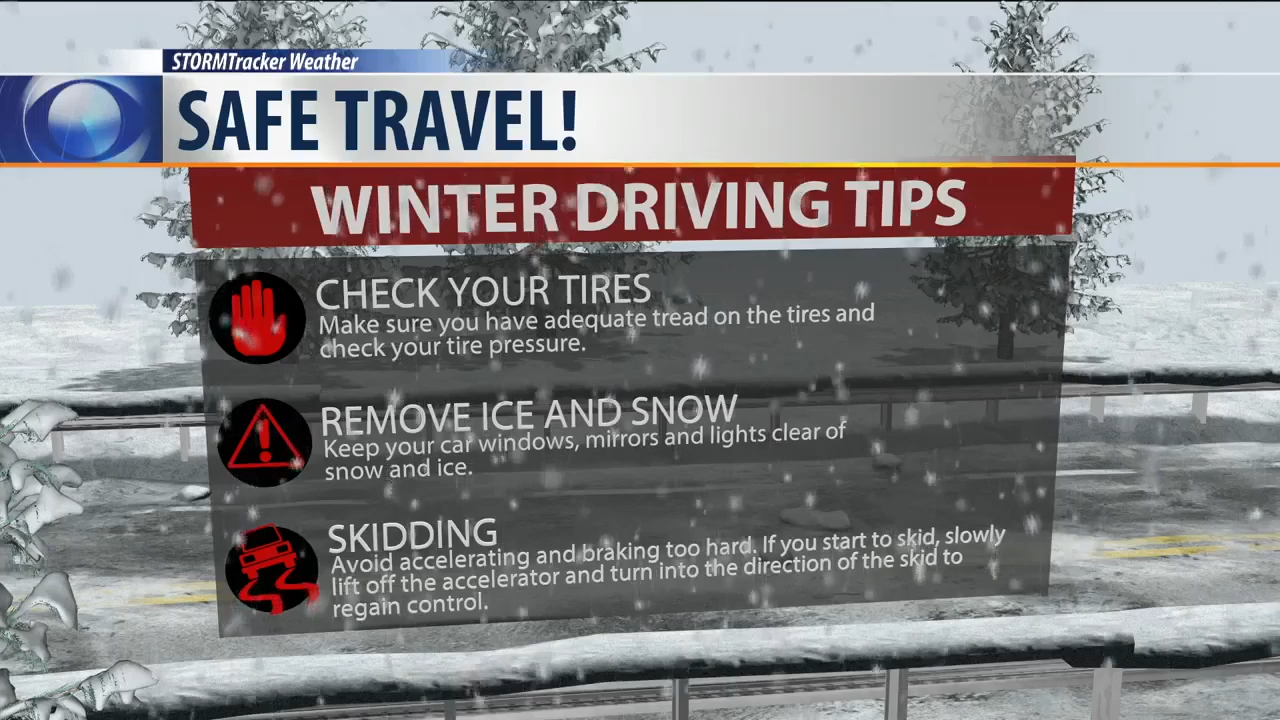 STORMTracker Weather
SAFE TRAVEL!
WINTER DRIVING TIPS
CHECK YOUR TIRES
Make sure you have adequate tread on the tires and
check your tire pressure.
REMOVE ICE AND SNOW
Keep your car windows, mirrors and lights clear of
snow and ice.
SKIDDING
Avoid accelerating and braking too hard. If you start to skid, slowly
lift off the accelerator and turn into the direction of the skid to
regain control.